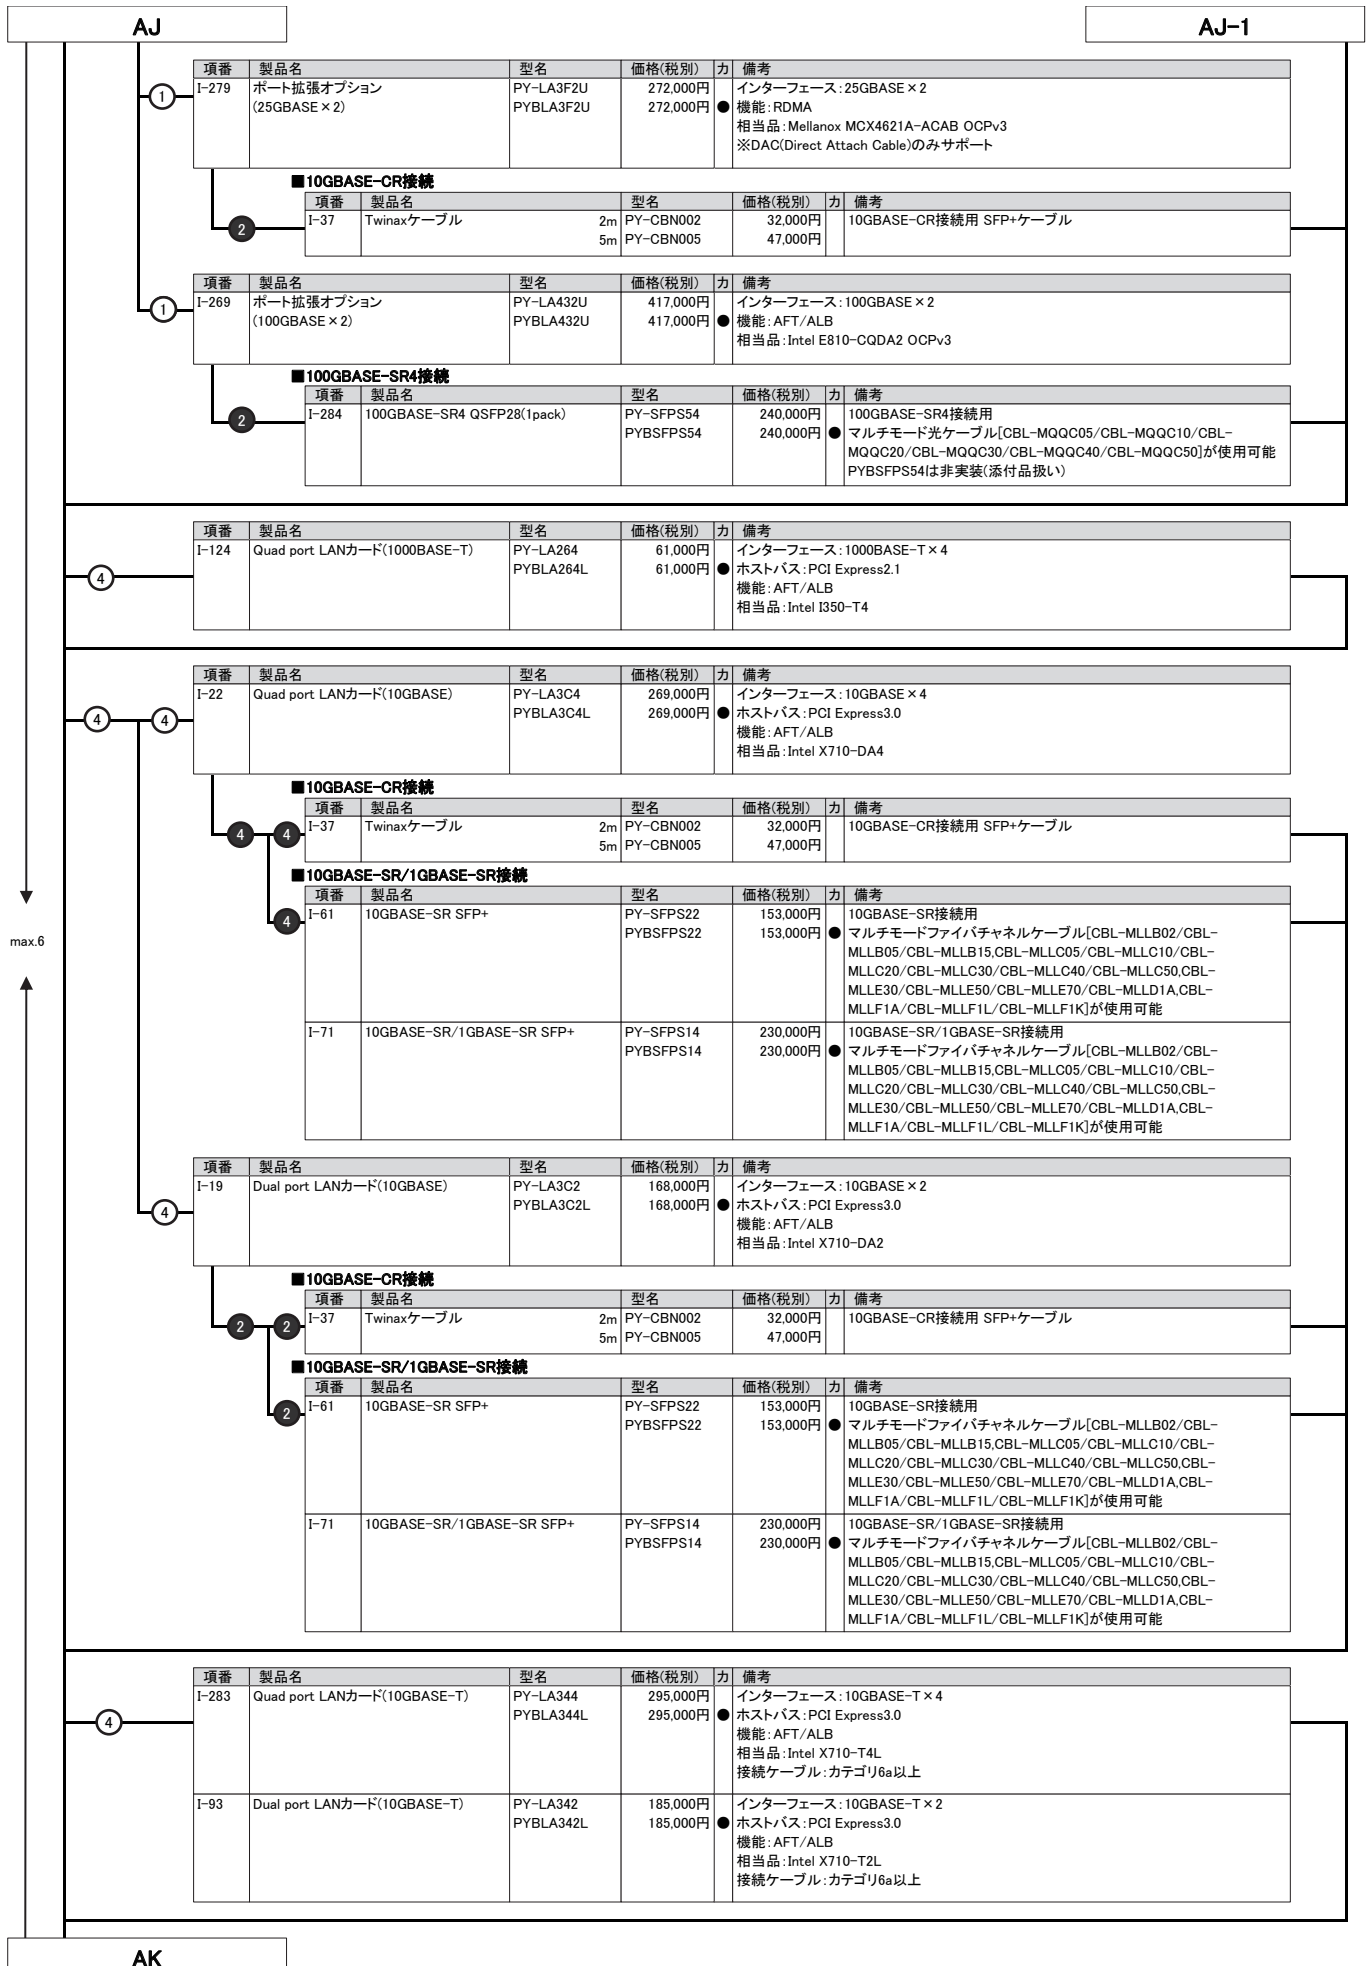 AJ
AJ-1
項番 製品名 型名 価格(税別) カ 備考
① I-279 ポート拡張オプション PY-LA3F2U 272,000円 インターフェース:25GBASE×2
(25GBASE×2) PYBLA3F2U 272,000円 ● 機能:RDMA
相当品:Mellanox MCX4621A-ACAB OCPv3
※DAC(Direct Attach Cable)のみサポート
■10GBASE-CR接続
項番 製品名 型名 価格(税別) カ 備考
2 I-37 Twinaxケーブル 2m PY-CBN002 32,000円 10GBASE-CR接続用 SFP+ケーブル
5m PY-CBN005 47,000円
項番 製品名 型名 価格(税別) カ 備考
① I-269 ポート拡張オプション PY-LA432U 417,000円 インターフェース:100GBASE×2
(100GBASE×2) PYBLA432U 417,000円 ● 機能:AFT/ALB
相当品:Intel E810-CQDA2 OCPv3
■100GBASE-SR4接続
項番 製品名 型名 価格(税別) カ 備考
2 I-284 100GBASE-SR4 QSFP28(1pack) PY-SFPS54 240,000円 100GBASE-SR4接続用
PYBSFPS54 240,000円 ● マルチモード光ケーブル[CBL-MQQC05/CBL-MQQC10/CBL-
MQQC20/CBL-MQQC30/CBL-MQQC40/CBL-MQQC50]が使用可能
PYBSFPS54は非実装(添付品扱い)
項番 製品名 型名 価格(税別) カ 備考
④ I-124 Quad port LANカード(1000BASE-T) PY-LA264 61,000円 インターフェース:1000BASE-T×4
PYBLA264L 61,000円 ● ホストバス:PCI Express2.1
機能:AFT/ALB
相当品:Intel I350-T4
項番 製品名 型名 価格(税別) カ 備考
④ ④ I-22 Quad port LANカード(10GBASE) PY-LA3C4 269,000円 インターフェース:10GBASE×4
PYBLA3C4L 269,000円 ● ホストバス:PCI Express3.0
機能:AFT/ALB
相当品:Intel X710-DA4
■10GBASE-CR接続
項番 製品名 型名 価格(税別) カ 備考
4 4 I-37 Twinaxケーブル 2m PY-CBN002 32,000円 10GBASE-CR接続用 SFP+ケーブル
5m PY-CBN005 47,000円
■10GBASE-SR/1GBASE-SR接続
項番 製品名 型名 価格(税別) カ 備考
4 I-61 10GBASE-SR SFP+ PY-SFPS22 153,000円 10GBASE-SR接続用
PYBSFPS22 153,000円 ● マルチモードファイバチャネルケーブル[CBL-MLLB02/CBL-
max.6 MLLB05/CBL-MLLB15,CBL-MLLC05/CBL-MLLC10/CBL-
MLLC20/CBL-MLLC30/CBL-MLLC40/CBL-MLLC50,CBL-
MLLE30/CBL-MLLE50/CBL-MLLE70/CBL-MLLD1A,CBL-
MLLF1A/CBL-MLLF1L/CBL-MLLF1K]が使用可能
I-71 10GBASE-SR/1GBASE-SR SFP+ PY-SFPS14 230,000円 10GBASE-SR/1GBASE-SR接続用
PYBSFPS14 230,000円 ● マルチモードファイバチャネルケーブル[CBL-MLLB02/CBL-
MLLB05/CBL-MLLB15,CBL-MLLC05/CBL-MLLC10/CBL-
MLLC20/CBL-MLLC30/CBL-MLLC40/CBL-MLLC50,CBL-
MLLE30/CBL-MLLE50/CBL-MLLE70/CBL-MLLD1A,CBL-
MLLF1A/CBL-MLLF1L/CBL-MLLF1K]が使用可能
項番 製品名 型名 価格(税別) カ 備考
④ I-19 Dual port LANカード(10GBASE) PY-LA3C2 168,000円 インターフェース:10GBASE×2
PYBLA3C2L 168,000円 ● ホストバス:PCI Express3.0
機能:AFT/ALB
相当品:Intel X710-DA2
■10GBASE-CR接続
項番 製品名 型名 価格(税別) カ 備考
2 2 I-37 Twinaxケーブル 2m PY-CBN002 32,000円 10GBASE-CR接続用 SFP+ケーブル
5m PY-CBN005 47,000円
■10GBASE-SR/1GBASE-SR接続
項番 製品名 型名 価格(税別) カ 備考
2 I-61 10GBASE-SR SFP+ PY-SFPS22 153,000円 10GBASE-SR接続用
PYBSFPS22 153,000円 ● マルチモードファイバチャネルケーブル[CBL-MLLB02/CBL-
MLLB05/CBL-MLLB15,CBL-MLLC05/CBL-MLLC10/CBL-
MLLC20/CBL-MLLC30/CBL-MLLC40/CBL-MLLC50,CBL-
MLLE30/CBL-MLLE50/CBL-MLLE70/CBL-MLLD1A,CBL-
MLLF1A/CBL-MLLF1L/CBL-MLLF1K]が使用可能
I-71 10GBASE-SR/1GBASE-SR SFP+ PY-SFPS14 230,000円 10GBASE-SR/1GBASE-SR接続用
PYBSFPS14 230,000円 ● マルチモードファイバチャネルケーブル[CBL-MLLB02/CBL-
MLLB05/CBL-MLLB15,CBL-MLLC05/CBL-MLLC10/CBL-
MLLC20/CBL-MLLC30/CBL-MLLC40/CBL-MLLC50,CBL-
MLLE30/CBL-MLLE50/CBL-MLLE70/CBL-MLLD1A,CBL-
MLLF1A/CBL-MLLF1L/CBL-MLLF1K]が使用可能
項番 製品名 型名 価格(税別) カ 備考
④ I-283 Quad port LANカード(10GBASE-T) PY-LA344 295,000円 インターフェース:10GBASE-T×4
PYBLA344L 295,000円 ● ホストバス:PCI Express3.0
機能:AFT/ALB
相当品:Intel X710-T4L
接続ケーブル:カテゴリ6a以上
I-93 Dual port LANカード(10GBASE-T) PY-LA342 185,000円 インターフェース:10GBASE-T×2
PYBLA342L 185,000円 ● ホストバス:PCI Express3.0
機能:AFT/ALB
相当品:Intel X710-T2L
接続ケーブル:カテゴリ6a以上
AK